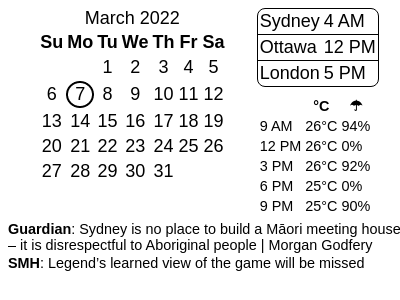 March 2022
Su Mo Tu We Th Fr Sa
1 2 3 4 5
6 7 8 9 10 11 12
13 14 15 16 17 18 19
20 21 22 23 24 25 26
27 28 29 30 31
Sydney 4 AM
Ottawa 12 PM
London 5 PM
°C ☂
9 AM 26°C 94%
12 PM 26°C 0%
3 PM 26°C 92%
6 PM 25°C 0%
9 PM 25°C 90%
Guardian: Sydney is no place to build a Māori meeting house
– it is disrespectful to Aboriginal people | Morgan Godfery
SMH: Legend’s learned view of the game will be missed